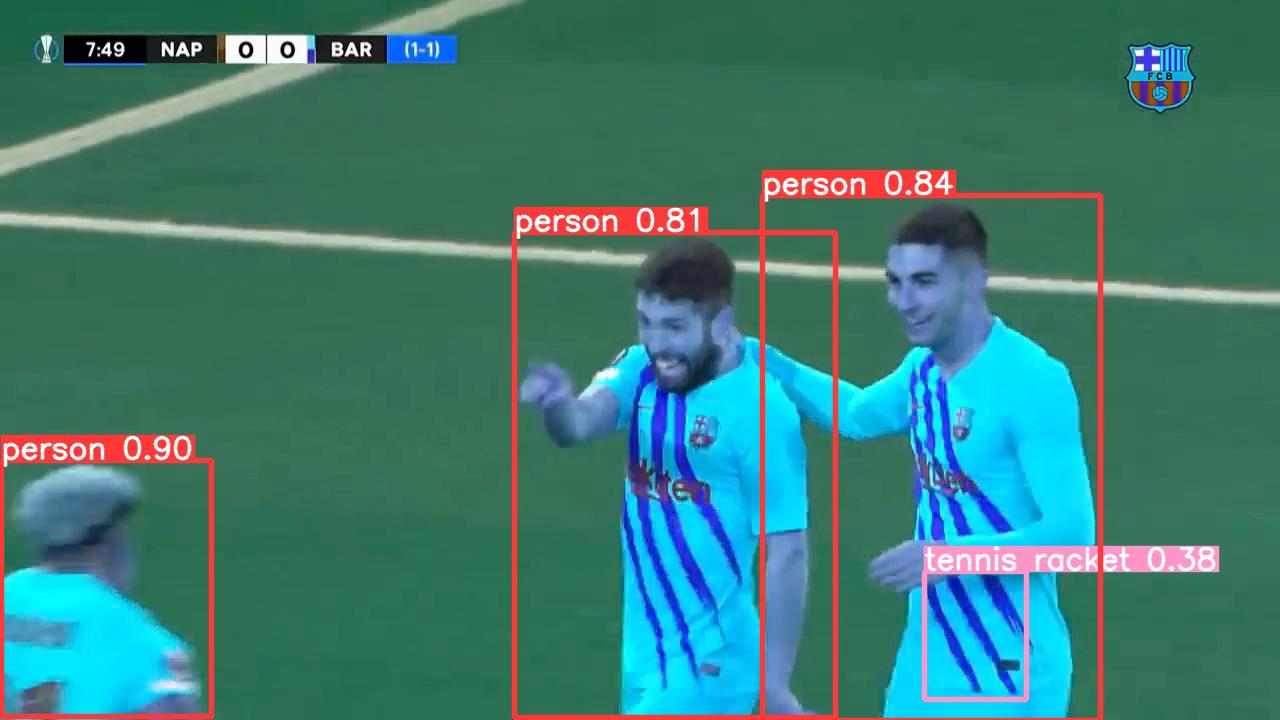 7:49 NAP 0 0 BAR (1-1)
FCB
person 0.84
person 0.81
person 0.90
tennis racket 0.38